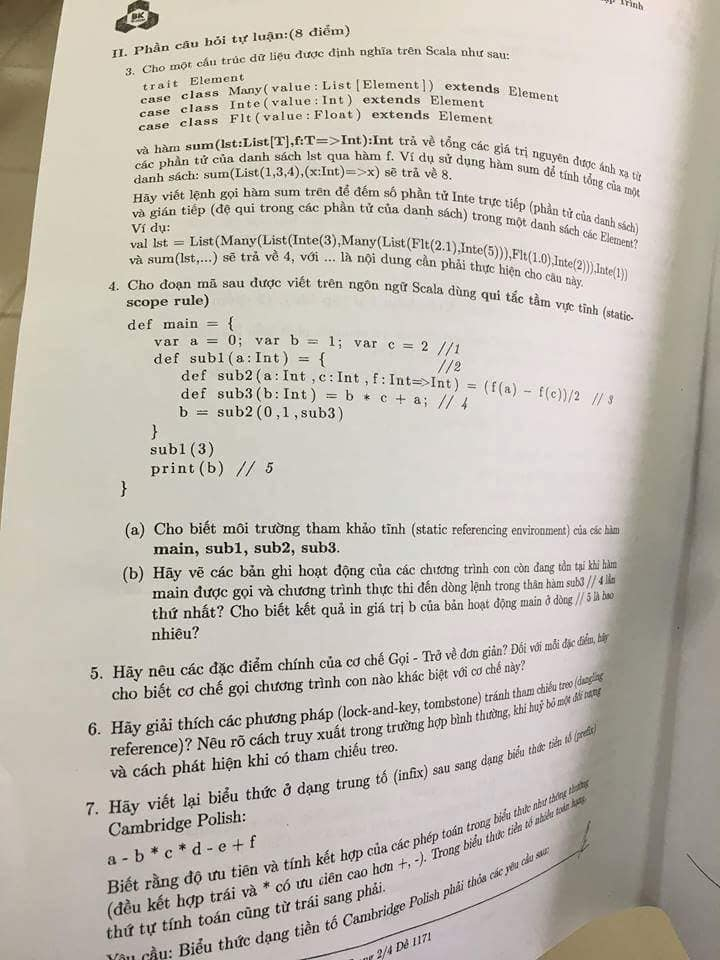 BK
Trình
II. Phần câu hỏi tự luận:(8 điểm)
3. Cho một cấu trúc dữ liệu được định nghĩa trên Scala như sau:
trait Element
case class Many(value:List[Element]) extends Element
case class Inte(value:Int) extends Element
case class Flt(value:Float) extends Element
và hàm sum(lst:List[T],f:T=>Int):Int trả về tổng các giá trị nguyên được ánh xạ từ
các phần tử của danh sách lst qua hàm f. Ví dụ sử dụng hàm sum để tính tổng của một
danh sách: sum(List(1,3,4),(x:Int)=>x) sẽ trả về 8.
Hãy viết lệnh gọi hàm sum trên để đếm số phần tử Inte trực tiếp (phần tử của danh sách)
và gián tiếp (đệ qui trong các phần tử của danh sách) trong một danh sách các Element?
Ví dụ:
val lst = List(Many(List(Inte(3),Many(List(Flt(2.1),Inte(5))),Flt(1.0),Inte(2))),Inte(1))
và sum(lst,...) sẽ trả về 4, với ... là nội dung cần phải thực hiện cho câu này.
4. Cho đoạn mã sau được viết trên ngôn ngữ Scala dùng qui tắc tầm vực tĩnh (static-
scope rule)
def main = {
var a = 0; var b = 1; var c = 2 //1
def sub1(a:Int) = { //2
def sub2(a:Int,c:Int,f:Int=>Int) = (f(a) - f(c))/2 // 3
def sub3(b:Int) = b * c + a; // 4
b = sub2(0,1,sub3)
}
sub1(3)
print(b) // 5
}
(a) Cho biết môi trường tham khảo tĩnh (static referencing environment) của các hàm
main, sub1, sub2, sub3.
(b) Hãy vẽ các bản ghi hoạt động của các chương trình con còn đang tồn tại khi hàm
main được gọi và chương trình thực thi đến dòng lệnh trong thân hàm sub3 // 4 lần
thứ nhất? Cho biết kết quả in giá trị b của bản hoạt động main ở dòng // 5 là bao
nhiêu?
5. Hãy nêu các đặc điểm chính của cơ chế Gọi - Trở về đơn giản? Đối với mỗi đặc điểm, hãy
cho biết cơ chế gọi chương trình con nào khác biệt với cơ chế này?
6. Hãy giải thích các phương pháp (lock-and-key, tombstone) tránh tham chiếu treo (dangling
reference)? Nêu rõ cách truy xuất trong trường hợp bình thường, khi huỷ bỏ một đối tượng
và cách phát hiện khi có tham chiếu treo.
7. Hãy viết lại biểu thức ở dạng trung tố (infix) sau sang dạng biểu thức tiền tố (prefix)
Cambridge Polish:
a - b * c * d - e + f
Biết rằng độ ưu tiên và tính kết hợp của các phép toán trong biểu thức như thông thường
(đều kết hợp trái và * có ưu tiên cao hơn +, -). Trong biểu thức tiền tố nhiều toán hạng,
thứ tự tính toán cũng từ trái sang phải.
Yêu cầu: Biểu thức dạng tiền tố Cambridge Polish phải thỏa các yêu cầu sau:
2/4 Đề 1171